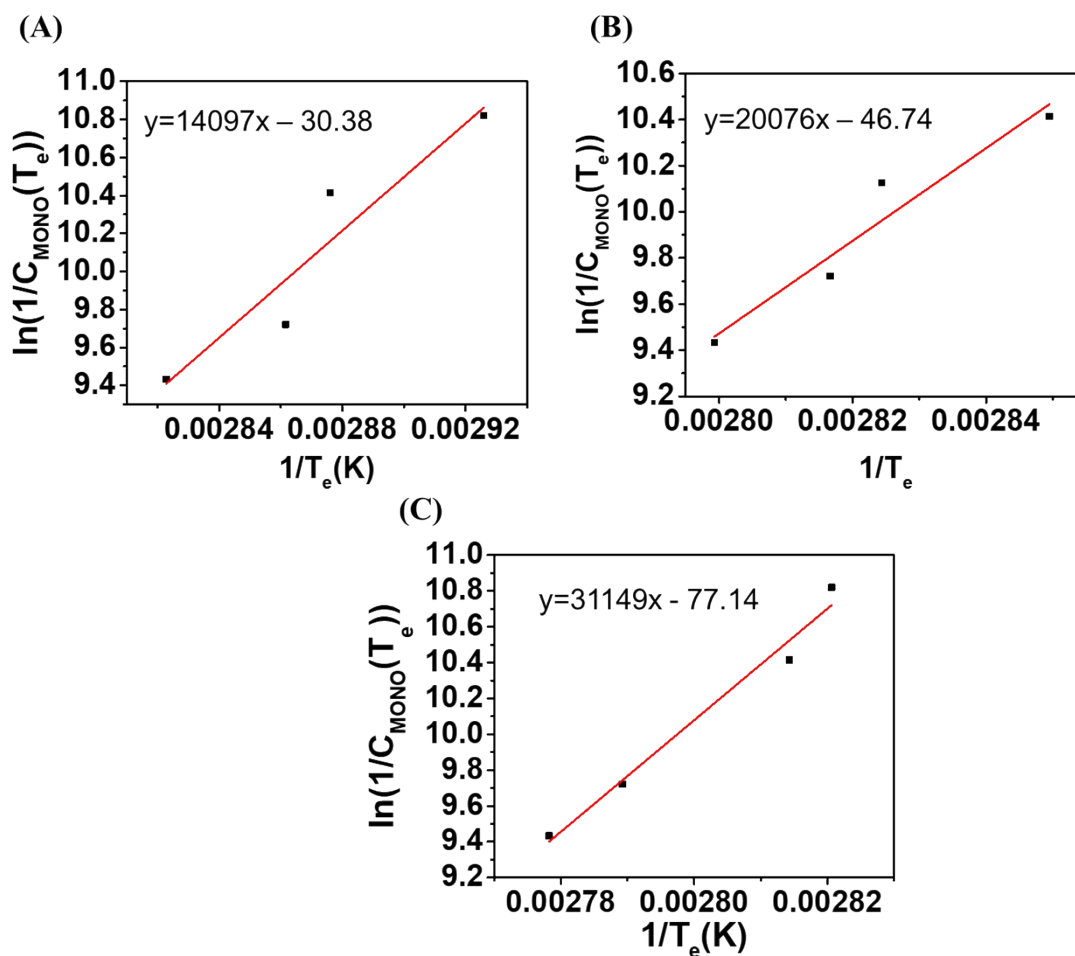 (A)
y=14097x – 30.38
11.0
10.8
10.6
10.4
10.2
10.0
9.8
9.6
9.4
ln(1/C_MONO(T_e))
0.00284 0.00288 0.00292
1/T_e(K)
(B)
y=20076x – 46.74
10.6
10.4
10.2
10.0
9.8
9.6
9.4
9.2
ln(1/C_MONO(T_e))
0.00280 0.00282 0.00284
1/T_e
(C)
y=31149x - 77.14
11.0
10.8
10.6
10.4
10.2
10.0
9.8
9.6
9.4
9.2
ln(1/C_MONO(T_e))
0.00278 0.00280 0.00282
1/T_e(K)